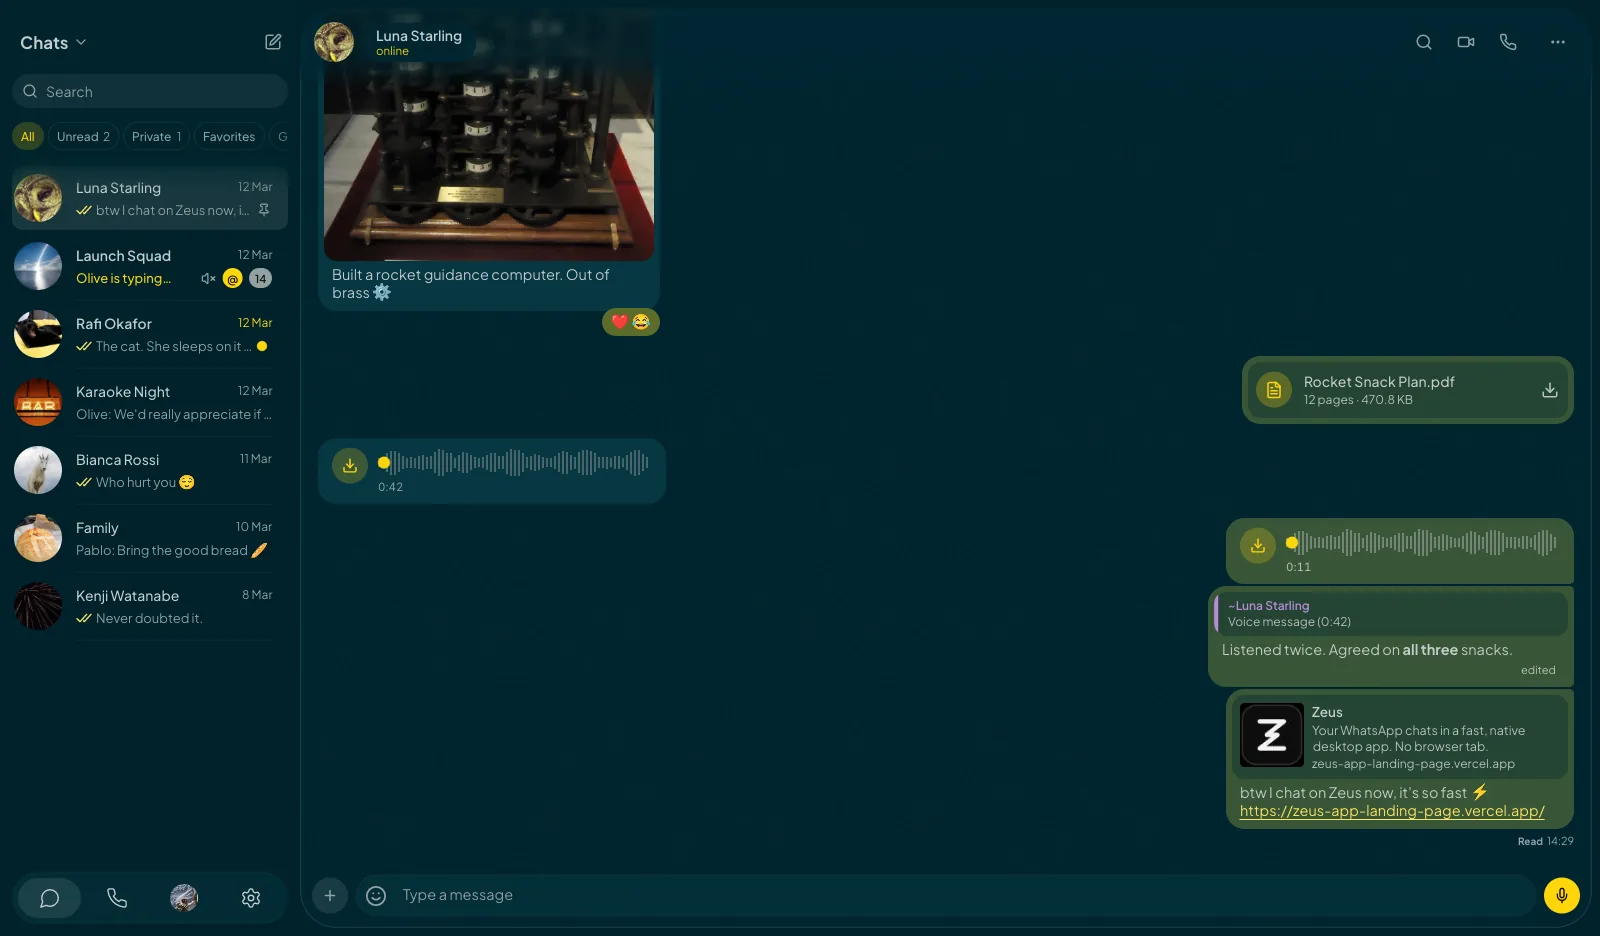 Chats
Search
All
Unread 2
Private 1
Favorites
G
Luna Starling
12 Mar
btw I chat on Zeus now, i...
Launch Squad
12 Mar
Olive is typing...
@
14
Rafi Okafor
12 Mar
The cat. She sleeps on it ...
Karaoke Night
12 Mar
Olive: We'd really appreciate if ...
BAR
Bianca Rossi
11 Mar
Who hurt you 😌
Family
10 Mar
Pablo: Bring the good bread 🥖
Kenji Watanabe
8 Mar
Never doubted it.
Luna Starling
online
Built a rocket guidance computer. Out of
brass ⚙️
❤️ 😂
Rocket Snack Plan.pdf
12 pages · 470.8 KB
0:42
0:11
~Luna Starling
Voice message (0:42)
Listened twice. Agreed on all three snacks.
edited
Z
Zeus
Your WhatsApp chats in a fast, native
desktop app. No browser tab.
zeus-app-landing-page.vercel.app
btw I chat on Zeus now, it's so fast ⚡
https://zeus-app-landing-page.vercel.app/
Read 14:29
Type a message